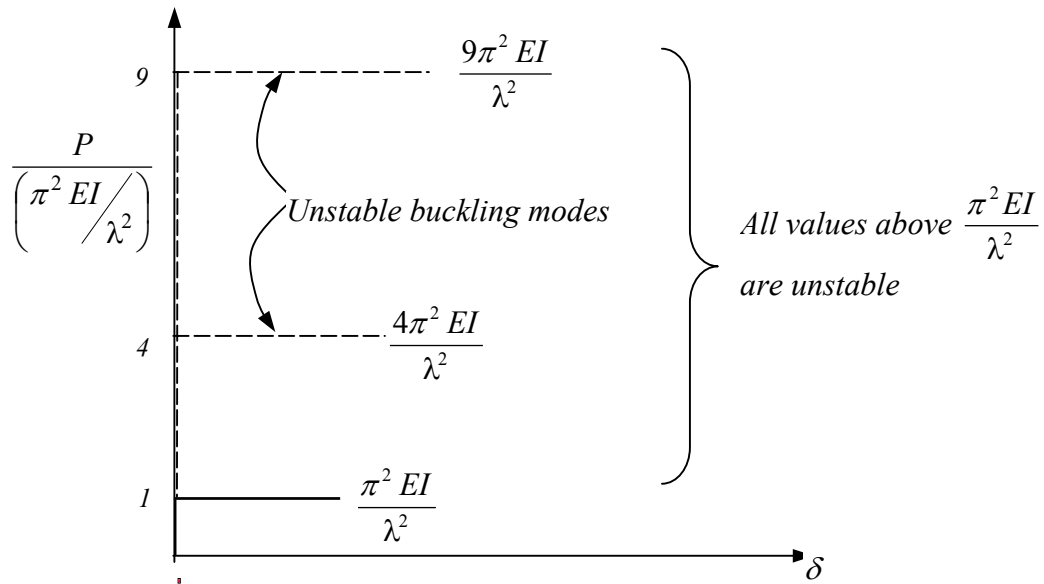 9
9π² EI / λ²
P / (π² EI / λ²)
Unstable buckling modes
All values above π² EI / λ²
are unstable
4
4π² EI / λ²
1
π² EI / λ²
δ